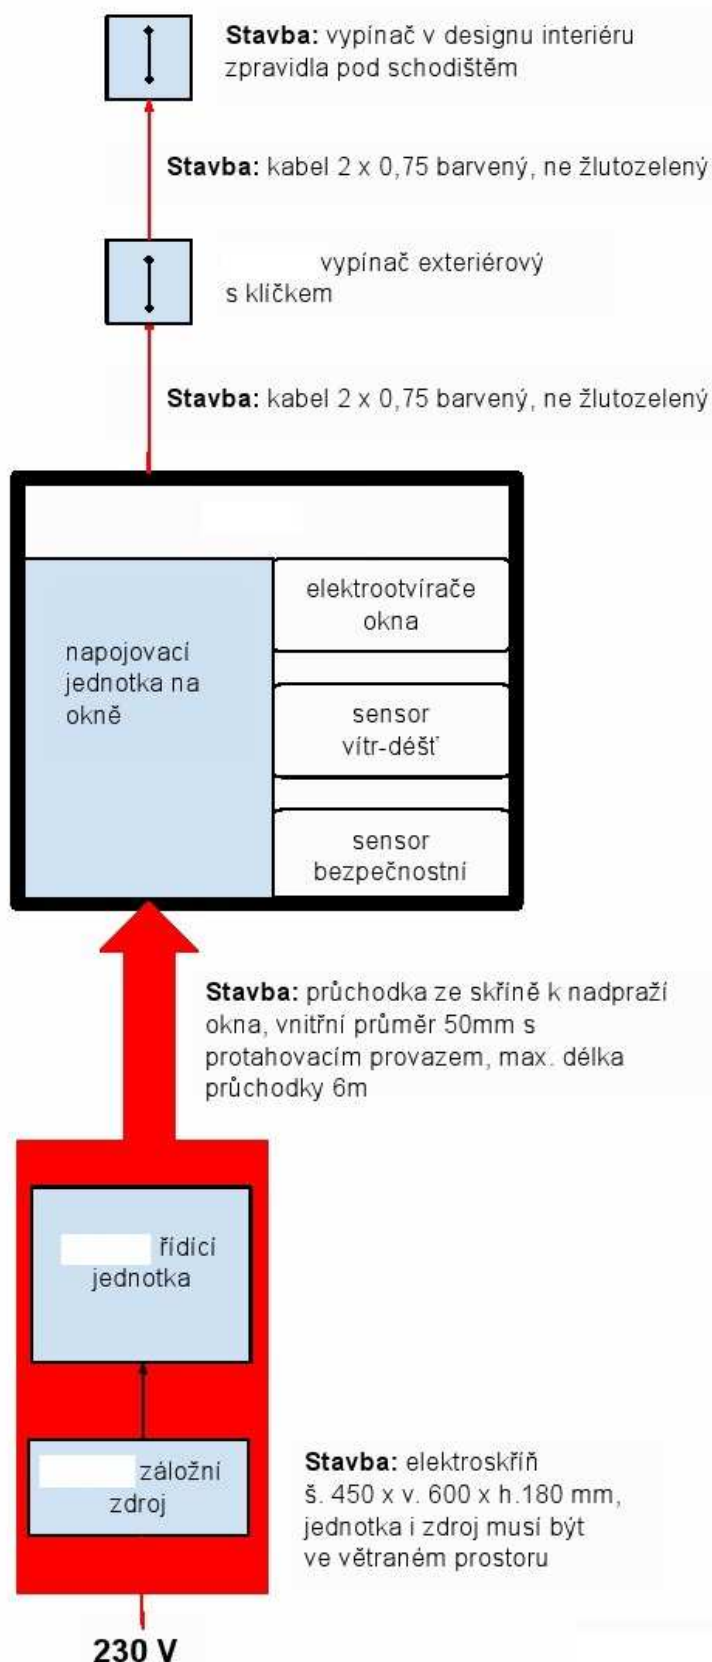 Stavba: vypínač v designu interiéru
zpravidla pod schodištěm
Stavba: kabel 2 x 0,75 barvený, ne žlutozelený
vypínač exteriérový
s klíčkem
Stavba: kabel 2 x 0,75 barvený, ne žlutozelený
napojovací
jednotka na
okně
elektrootvírače
okna
sensor
vítr-déšť
sensor
bezpečnostní
Stavba: průchodka ze skříně k nadpraží
okna, vnitřní průměr 50mm s
protahovacím provazem, max. délka
průchodky 6m
řídící
jednotka
záložní
zdroj
Stavba: elektroskříň
š. 450 x v. 600 x h.180 mm,
jednotka i zdroj musí být
ve větraném prostoru
230 V